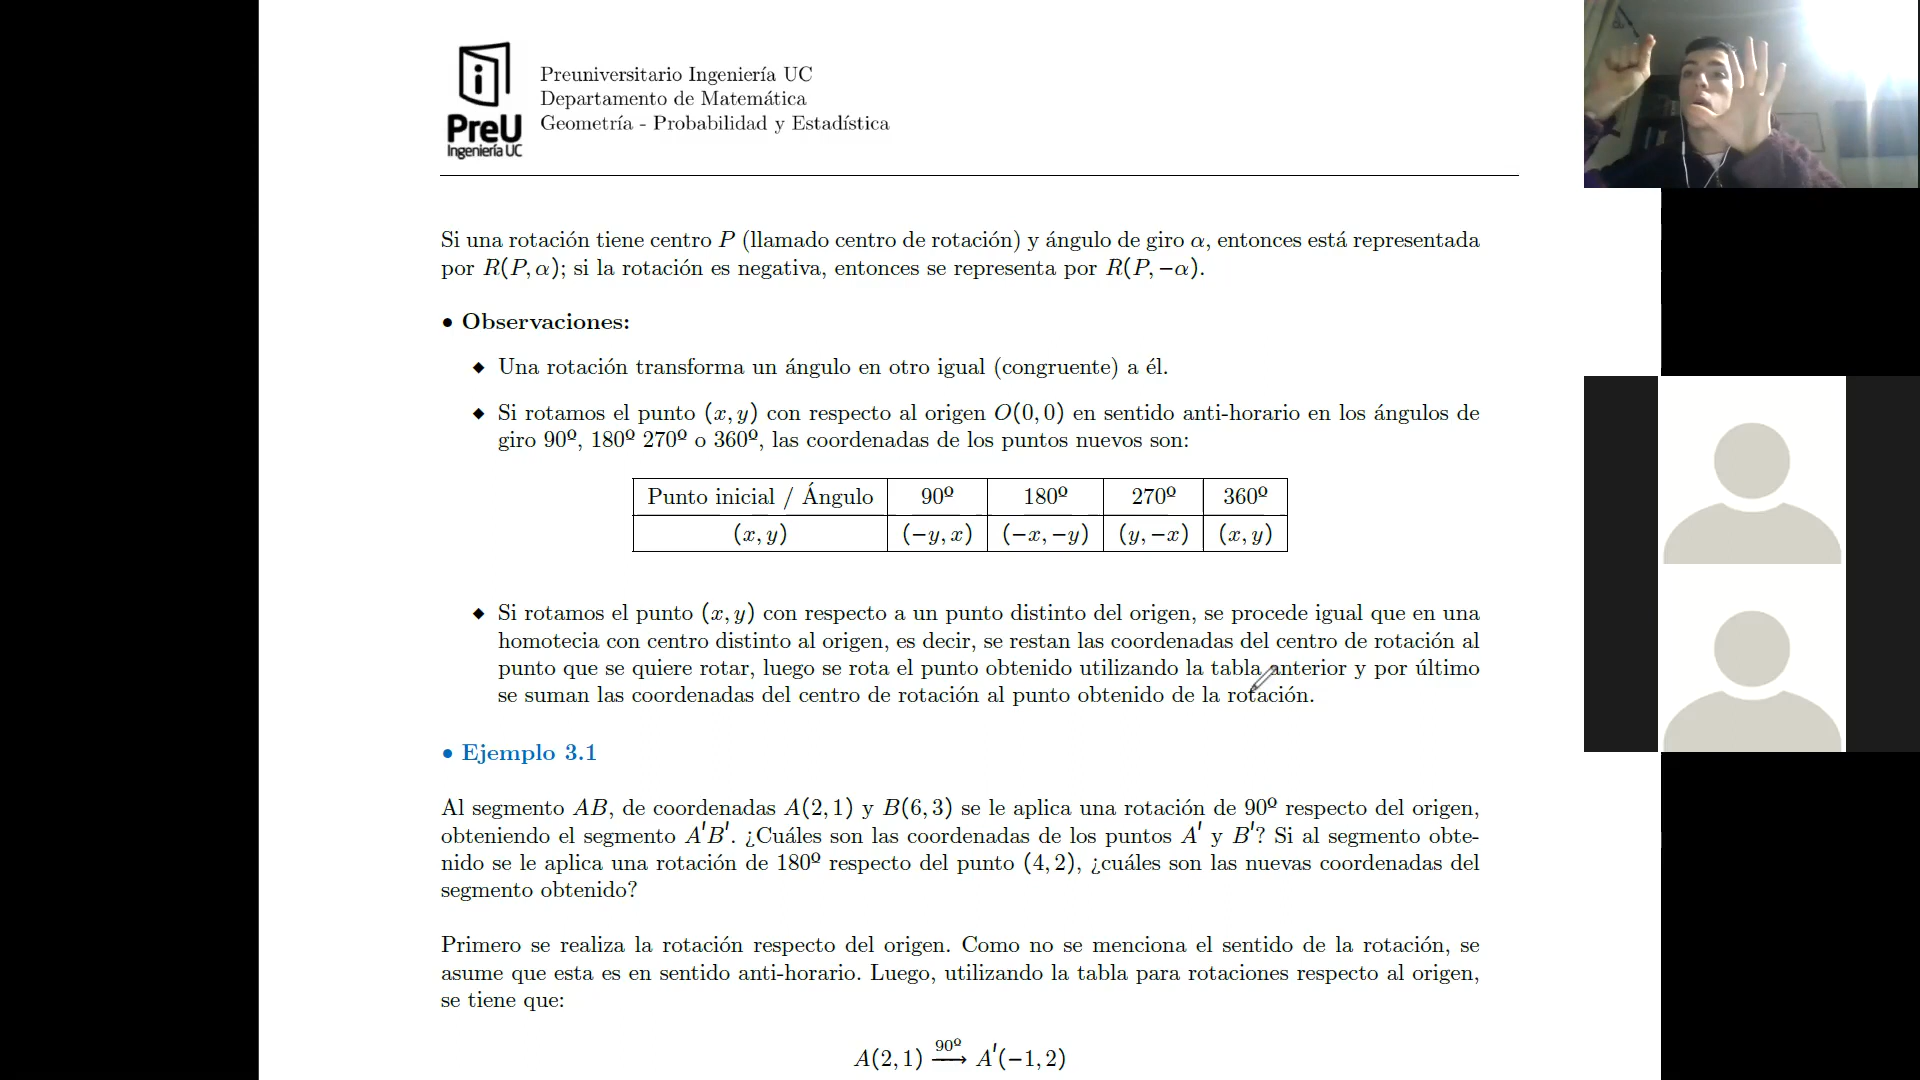 PreU
Ingeniería UC
Preuniversitario Ingeniería UC
Departamento de Matemática
Geometría - Probabilidad y Estadística
Si una rotación tiene centro P (llamado centro de rotación) y ángulo de giro α, entonces está representada
por R(P, α); si la rotación es negativa, entonces se representa por R(P, −α).
• Observaciones:
◆ Una rotación transforma un ángulo en otro igual (congruente) a él.
◆ Si rotamos el punto (x, y) con respecto al origen O(0, 0) en sentido anti-horario en los ángulos de
giro 90º, 180º 270º o 360º, las coordenadas de los puntos nuevos son:
Punto inicial / Ángulo 90º 180º 270º 360º
(x, y) (−y, x) (−x, −y) (y, −x) (x, y)
◆ Si rotamos el punto (x, y) con respecto a un punto distinto del origen, se procede igual que en una
homotecia con centro distinto al origen, es decir, se restan las coordenadas del centro de rotación al
punto que se quiere rotar, luego se rota el punto obtenido utilizando la tabla anterior y por último
se suman las coordenadas del centro de rotación al punto obtenido de la rotación.
• Ejemplo 3.1
Al segmento AB, de coordenadas A(2, 1) y B(6, 3) se le aplica una rotación de 90º respecto del origen,
obteniendo el segmento A′B′. ¿Cuáles son las coordenadas de los puntos A′ y B′? Si al segmento obte-
nido se le aplica una rotación de 180º respecto del punto (4, 2), ¿cuáles son las nuevas coordenadas del
segmento obtenido?
Primero se realiza la rotación respecto del origen. Como no se menciona el sentido de la rotación, se
asume que esta es en sentido anti-horario. Luego, utilizando la tabla para rotaciones respecto al origen,
se tiene que:
A(2, 1) 90º⟶ A′(−1, 2)